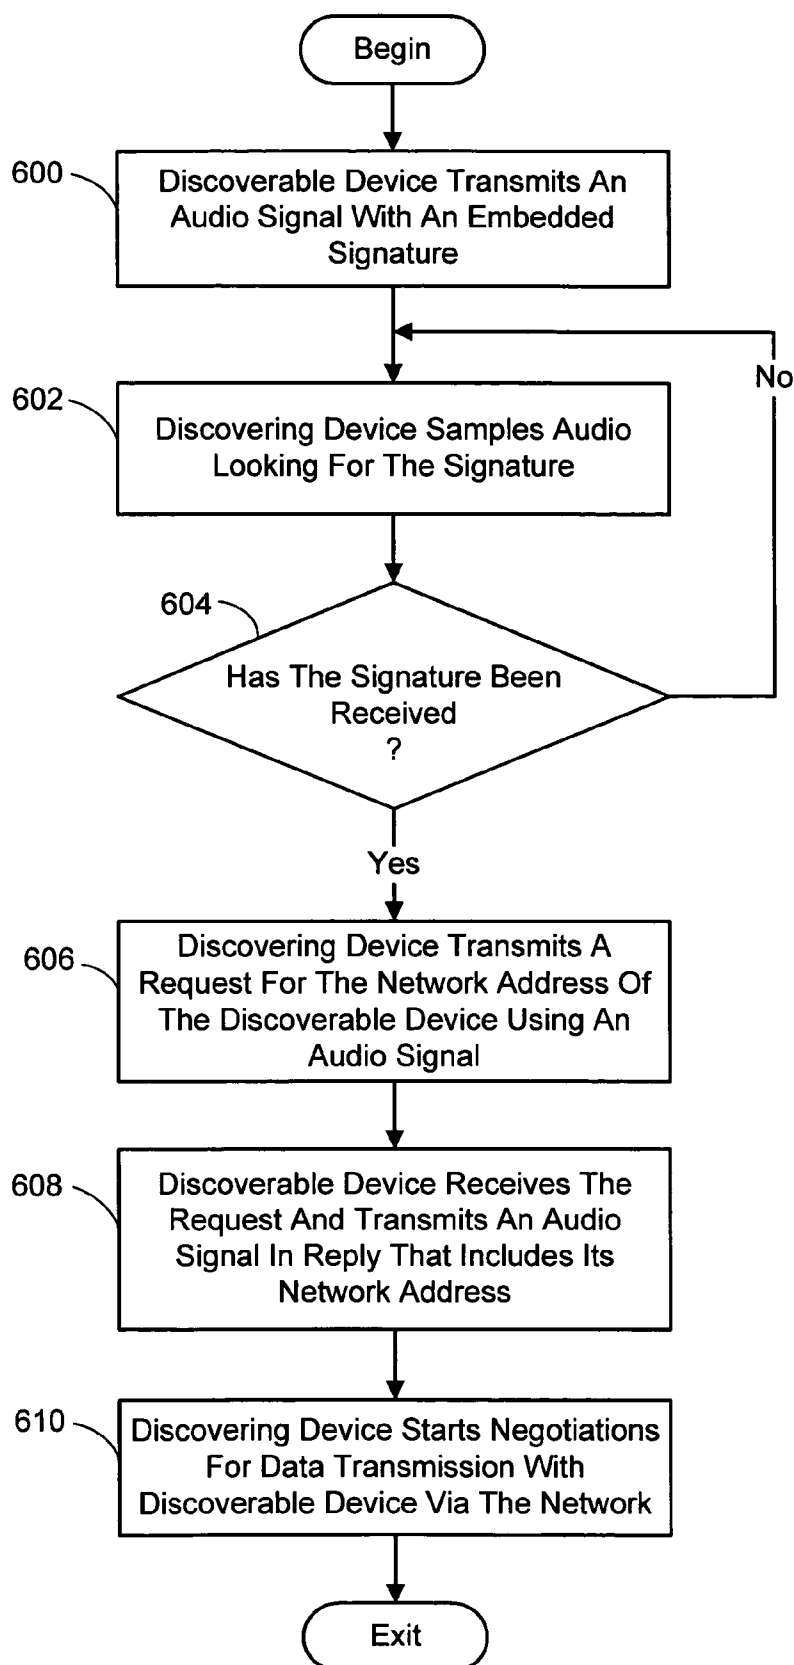 Begin
600
Discoverable Device Transmits An
Audio Signal With An Embedded
Signature
No
602
Discovering Device Samples Audio
Looking For The Signature
604
Has The Signature Been
Received
?
Yes
606
Discovering Device Transmits A
Request For The Network Address Of
The Discoverable Device Using An
Audio Signal
608
Discoverable Device Receives The
Request And Transmits An Audio
Signal In Reply That Includes Its
Network Address
610
Discovering Device Starts Negotiations
For Data Transmission With
Discoverable Device Via The Network
Exit